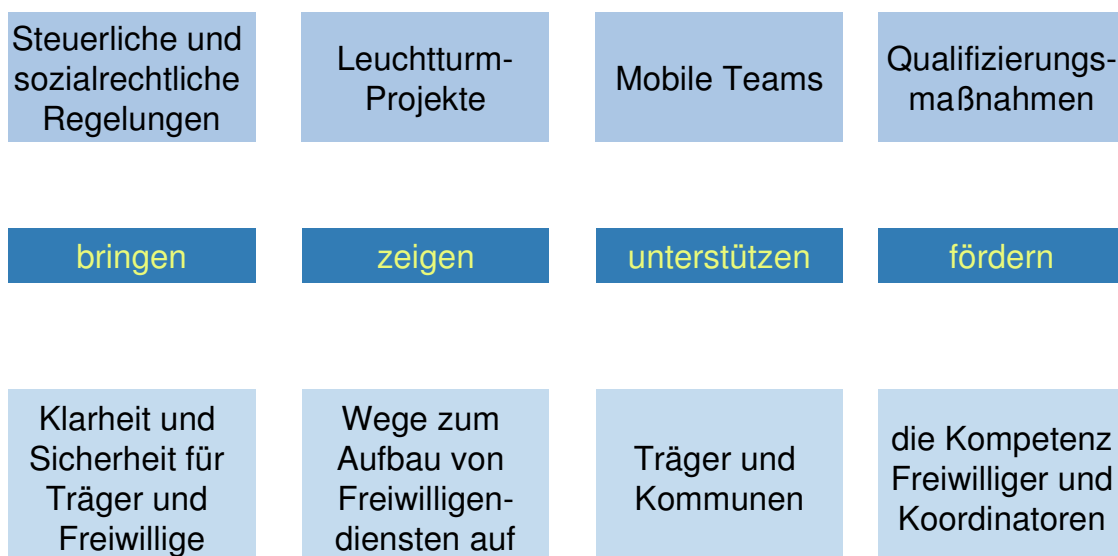 Steuerliche und
sozialrechtliche
Regelungen
Leuchtturm-
Projekte
Mobile Teams
Qualifizierungs-
maßnahmen
bringen
zeigen
unterstützen
fördern
Klarheit und
Sicherheit für
Träger und
Freiwillige
Wege zum
Aufbau von
Freiwilligen-
diensten auf
Träger und
Kommunen
die Kompetenz
Freiwilliger und
Koordinatoren